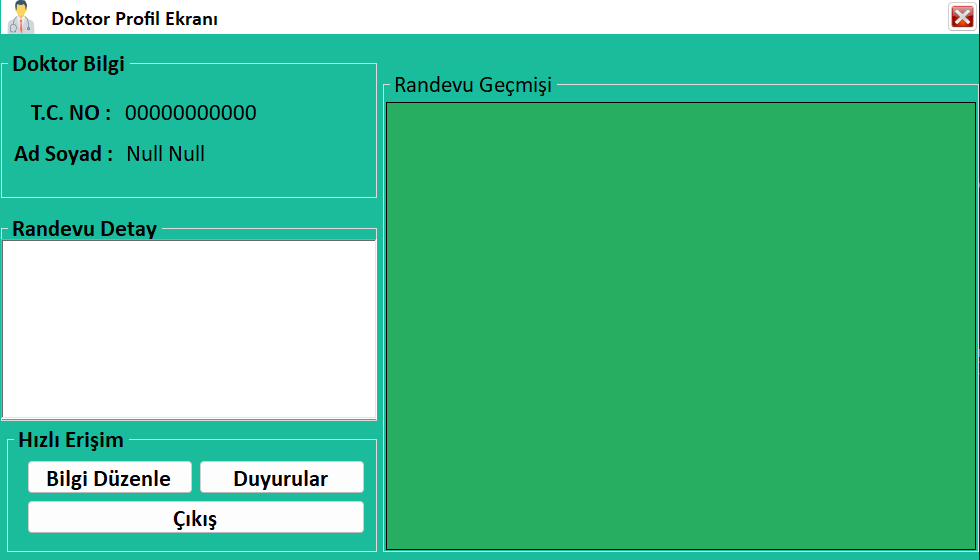 Doktor Profil Ekranı
Doktor Bilgi
T.C. NO : 00000000000
Ad Soyad : Null Null
Randevu Detay
Hızlı Erişim
Bilgi Düzenle Duyurular
Çıkış
Randevu Geçmişi